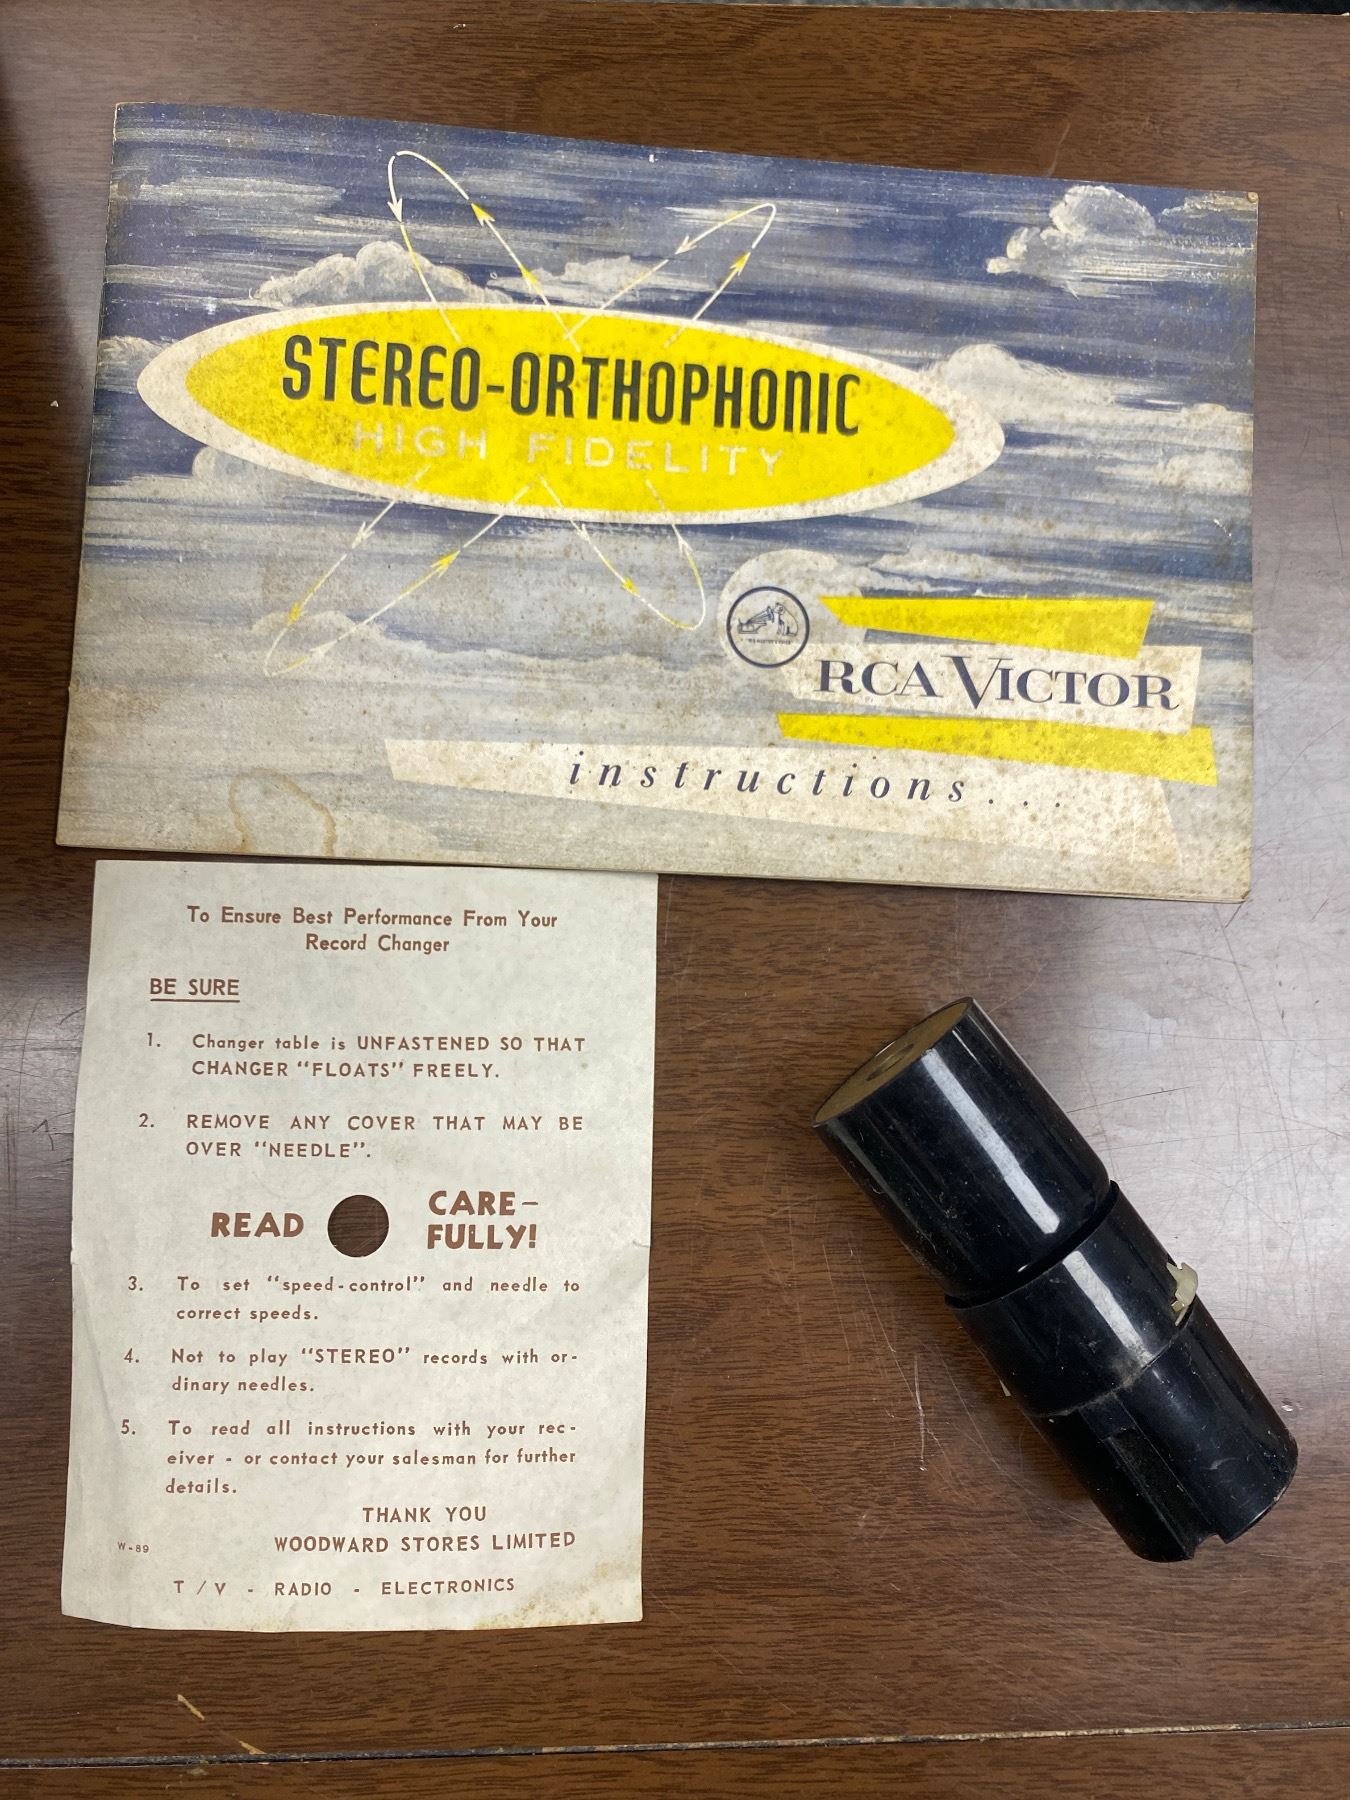 STEREO-ORTHOPHONIC
HIGH FIDELITY
RCA VICTOR
instructions...
To Ensure Best Performance From Your
Record Changer
BE SURE
1. Changer table is UNFASTENED SO THAT
CHANGER "FLOATS" FREELY.
2. REMOVE ANY COVER THAT MAY BE
OVER "NEEDLE".
READ CARE-
FULLY!
3. To set "speed-control" and needle to
correct speeds.
4. Not to play "STEREO" records with or-
dinary needles.
5. To read all instructions with your rec-
eiver - or contact your salesman for further
details.
THANK YOU
W-89 WOODWARD STORES LIMITED
T/V - RADIO - ELECTRONICS